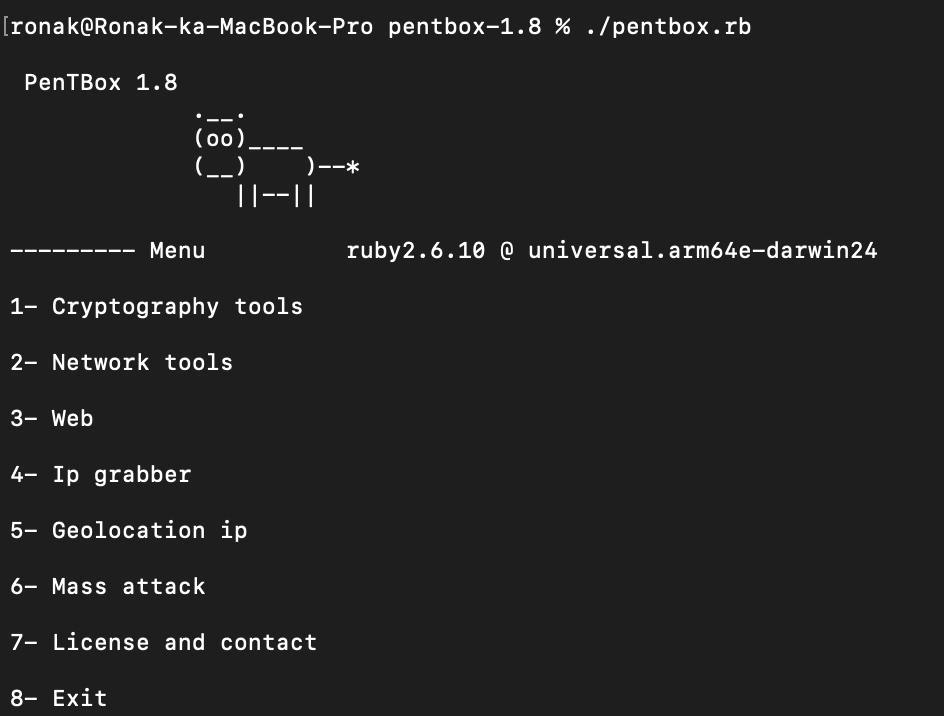 [ronak@Ronak-ka-MacBook-Pro pentbox-1.8 % ./pentbox.rb
PenTBox 1.8
.__.
(oo)____
(__)    )--*
||--||
--------- Menu          ruby2.6.10 @ universal.arm64e-darwin24
1- Cryptography tools
2- Network tools
3- Web
4- Ip grabber
5- Geolocation ip
6- Mass attack
7- License and contact
8- Exit